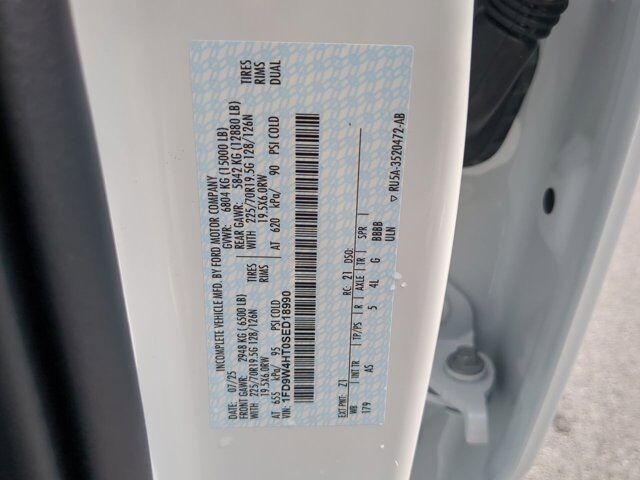 INCOMPLETE VEHICLE MFD. BY FORD MOTOR COMPANY
DATE: 07/25 GVWR: 6804 KG (15000 LB)
FRONT GAWR: 2948 KG (6500 LB) REAR GAWR: 5842 KG (12880 LB)
WITH 225/70R19.5G 128/126N TIRES WITH 225/70R19.5G 128/126N TIRES
19.5X6.0RW RIMS 19.5X6.0RW RIMS
AT 655 kPa/ 95 PSI COLD AT 620 kPa/ 90 PSI COLD DUAL
VIN: 1FD9W4HT0SED18990
EXT PNT: Z1 RC: 21 DSO:
WB INT TR TP/PS R AXLE TR SPR
179 AS 5 4L G BBBB
ULN
▽ RU5A-3520472-AB